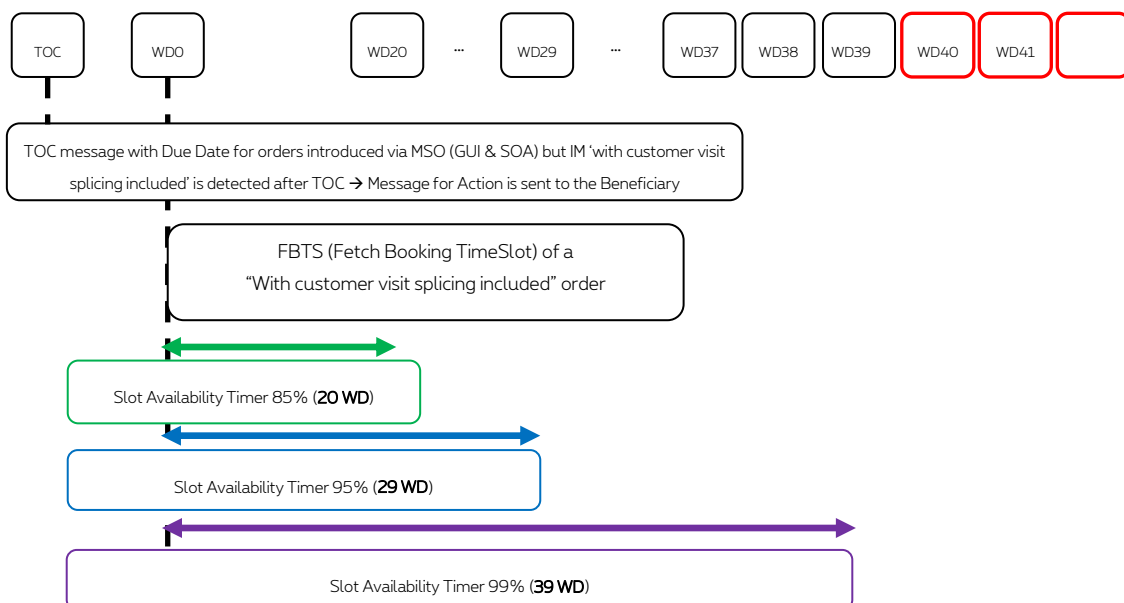 TOC WD0 WD20 ... WD29 ... WD37 WD38 WD39 WD40 WD41
TOC message with Due Date for orders introduced via MSO (GUI & SOA) but IM ‘with customer visit
splicing included’ is detected after TOC → Message for Action is sent to the Beneficiary
FBTS (Fetch Booking TimeSlot) of a
“With customer visit splicing included” order
Slot Availability Timer 85% (20 WD)
Slot Availability Timer 95% (29 WD)
Slot Availability Timer 99% (39 WD)